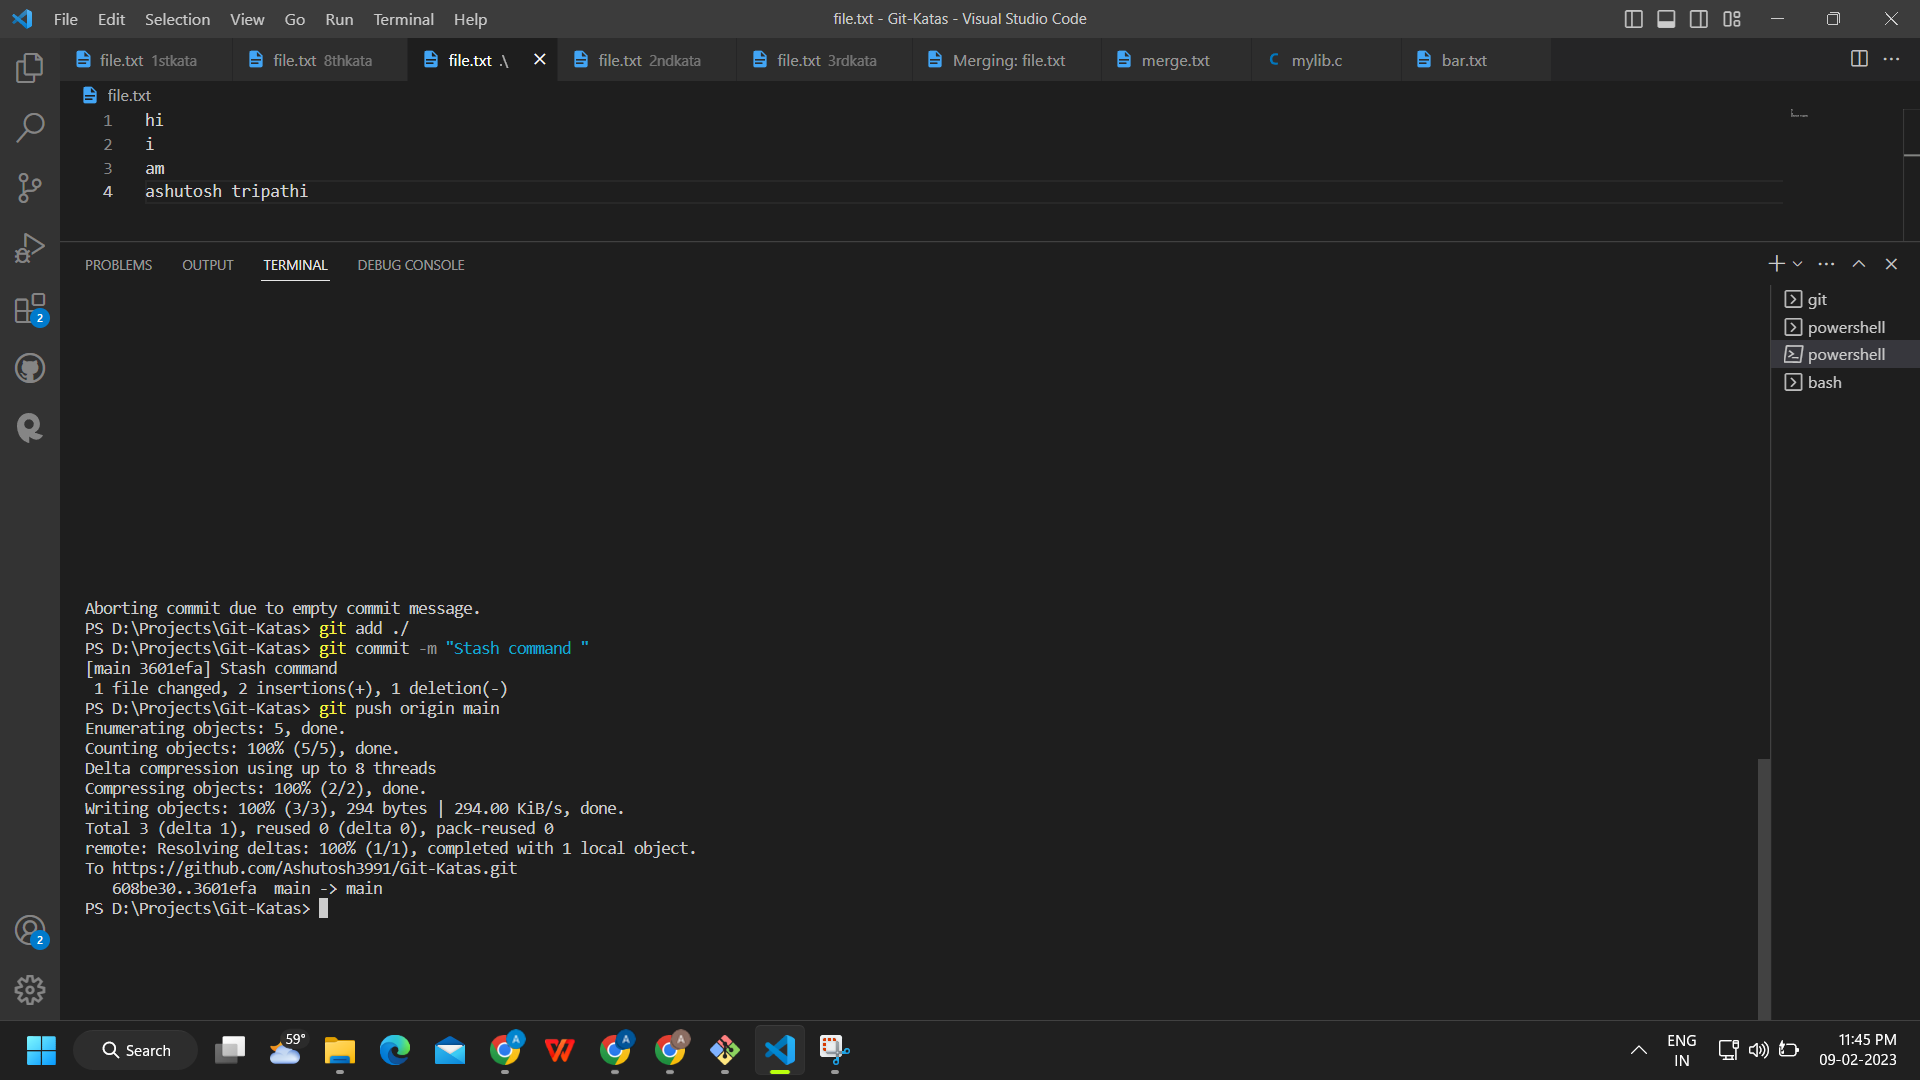 File Edit Selection View Go Run Terminal Help
file.txt - Git-Katas - Visual Studio Code
file.txt 1stkata
file.txt 8thkata
file.txt .\
file.txt 2ndkata
file.txt 3rdkata
Merging: file.txt
merge.txt
C mylib.c
bar.txt
file.txt
1 hi
2 i
3 am
4 ashutosh tripathi
PROBLEMS OUTPUT TERMINAL DEBUG CONSOLE
git
powershell
powershell
bash
2
Aborting commit due to empty commit message.
PS D:\Projects\Git-Katas> git add ./
PS D:\Projects\Git-Katas> git commit -m "Stash command "
[main 3601efa] Stash command
1 file changed, 2 insertions(+), 1 deletion(-)
PS D:\Projects\Git-Katas> git push origin main
Enumerating objects: 5, done.
Counting objects: 100% (5/5), done.
Delta compression using up to 8 threads
Compressing objects: 100% (2/2), done.
Writing objects: 100% (3/3), 294 bytes | 294.00 KiB/s, done.
Total 3 (delta 1), reused 0 (delta 0), pack-reused 0
remote: Resolving deltas: 100% (1/1), completed with 1 local object.
To https://github.com/Ashutosh3991/Git-Katas.git
608be30..3601efa  main -> main
PS D:\Projects\Git-Katas>
2
Search
59°
A
A
A
ENG
IN
11:45 PM
09-02-2023